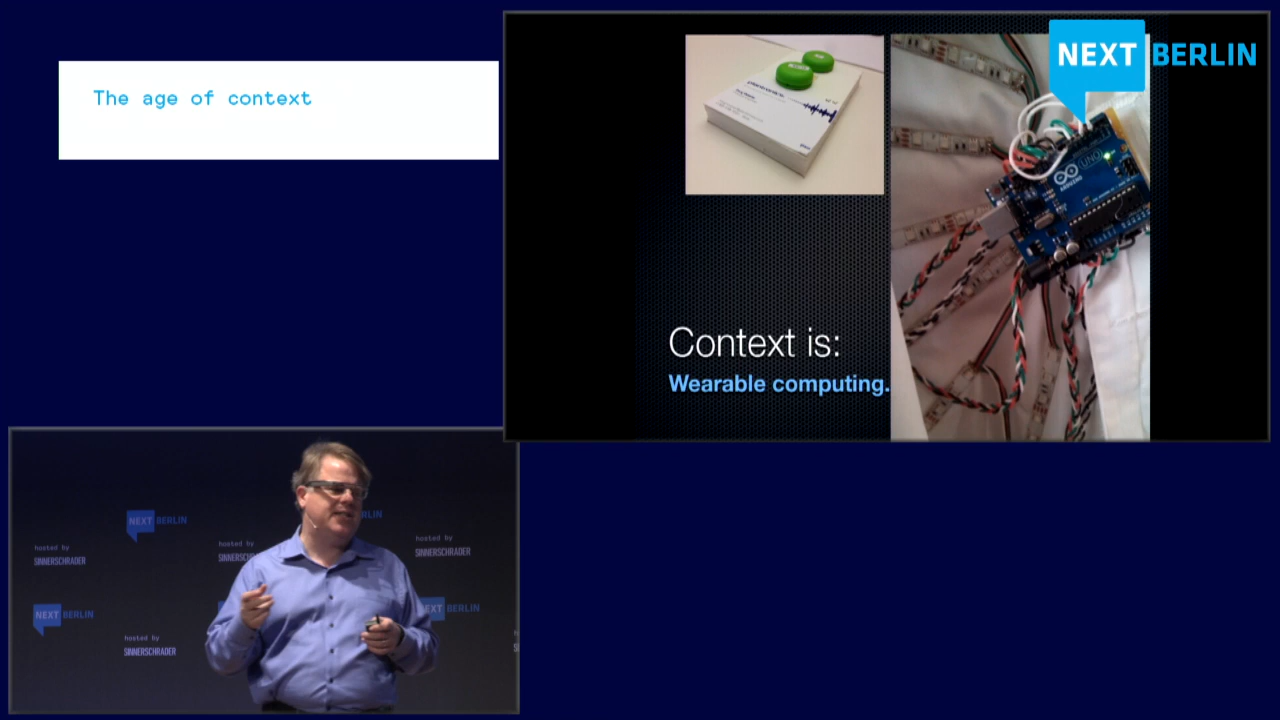 The age of context
NEXT BERLIN
Context is:
Wearable computing.
UNO
ARDUINO
NEXT BERLIN
BERLIN
hosted by
SINNERSCHRADER
hosted by
SINNERSCHRADER
hosted by
SINNERSCHRADER
NEXT BERLIN
NEXT BERLIN
hosted by
SINNERSCHRADER